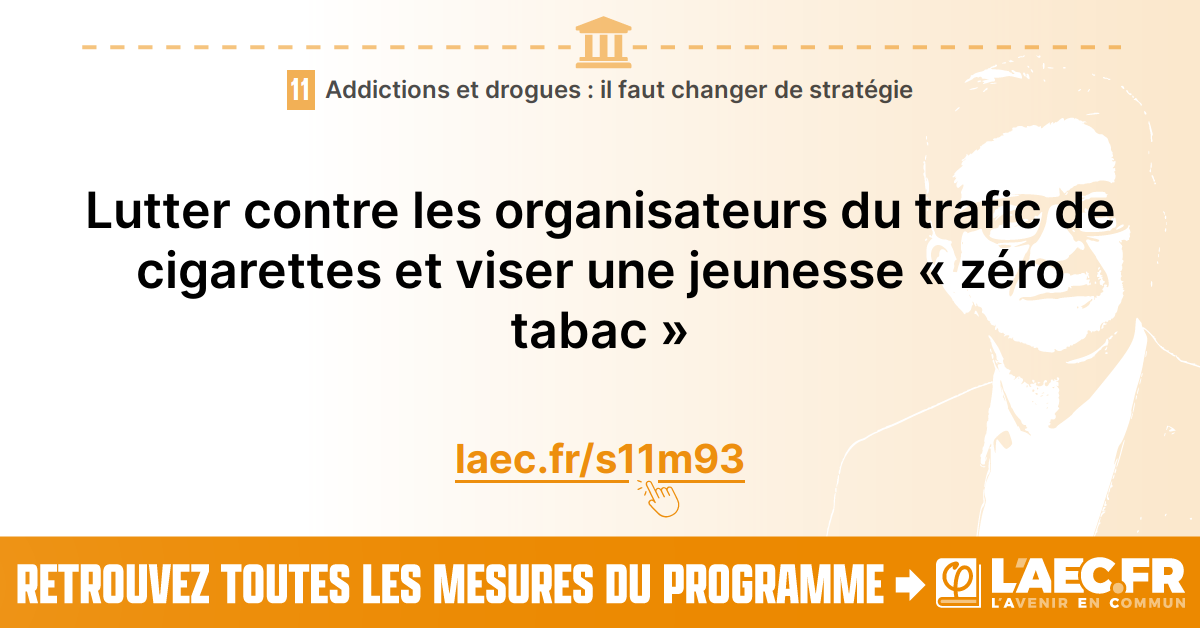 11 Addictions et drogues : il faut changer de stratégie
Lutter contre les organisateurs du trafic de
cigarettes et viser une jeunesse « zéro
tabac »
laec.fr/s11m93
RETROUVEZ TOUTES LES MESURES DU PROGRAMME
L'AEC.FR
L'AVENIR EN COMMUN